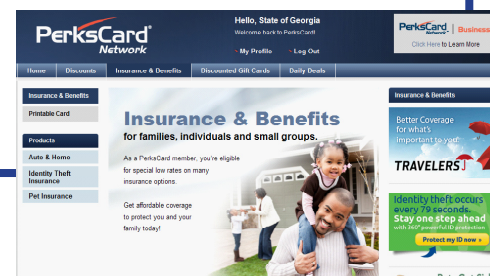 PerksCard
Network
Hello, State of Georgia
Welcome back to PerksCard!
My Profile
Log Out
PerksCard Network | Business
Click Here to Learn More
Home
Discounts
Insurance & Benefits
Discounted Gift Cards
Daily Deals
Insurance & Benefits
Printable Card
Products
Auto & Home
Identity Theft
Insurance
Pet Insurance
Insurance & Benefits
for families, individuals and small groups.
As a PerksCard member, you're eligible
for special low rates on many
insurance options.
Get affordable coverage
to protect you and your
family today!
Insurance & Benefits
Better Coverage
for what's
important to you.
TRAVELERS
Identity theft occurs
every 79 seconds.
Stay one step ahead
with 360° powerful ID protection
Protect my ID now »